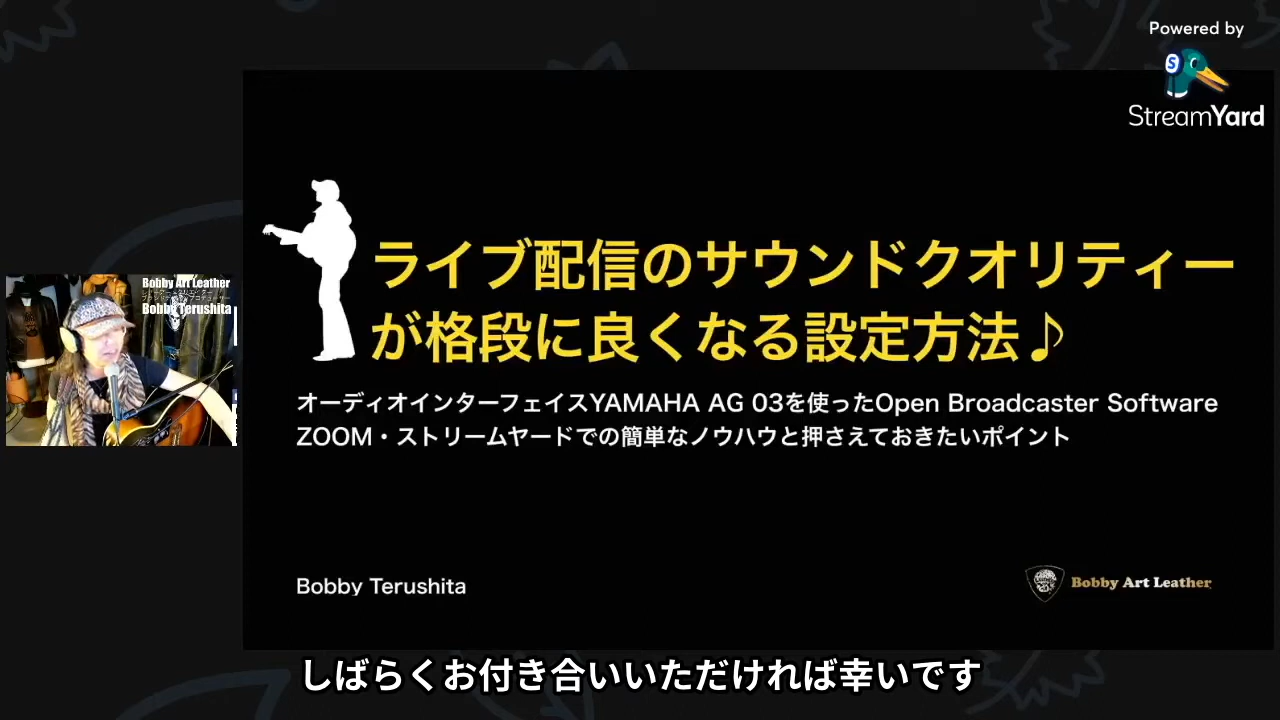 Powered by
S
StreamYard
Bobby Art Leather
Bobby Terushita
ライブ配信のサウンドクオリティー
が格段に良くなる設定方法♪
オーディオインターフェイスYAMAHA AG 03を使ったOpen Broadcaster Software
ZOOM・ストリームヤードでの簡単なノウハウと押さえておきたいポイント
Bobby Terushita
Bobby Art Leather
しばらくお付き合いいただければ幸いです